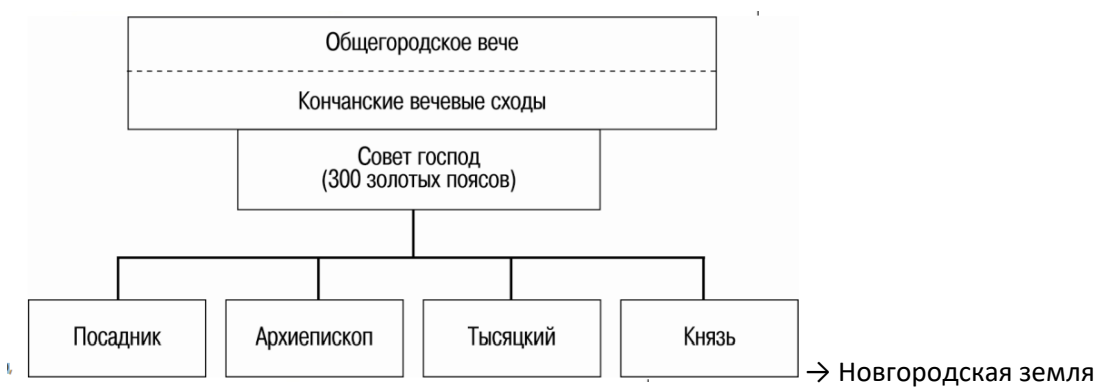 Общегородское вече
Кончанские вечевые сходы
Совет господ
(300 золотых поясов)
Посадник
Архиепископ
Тысяцкий
Князь
→ Новгородская земля